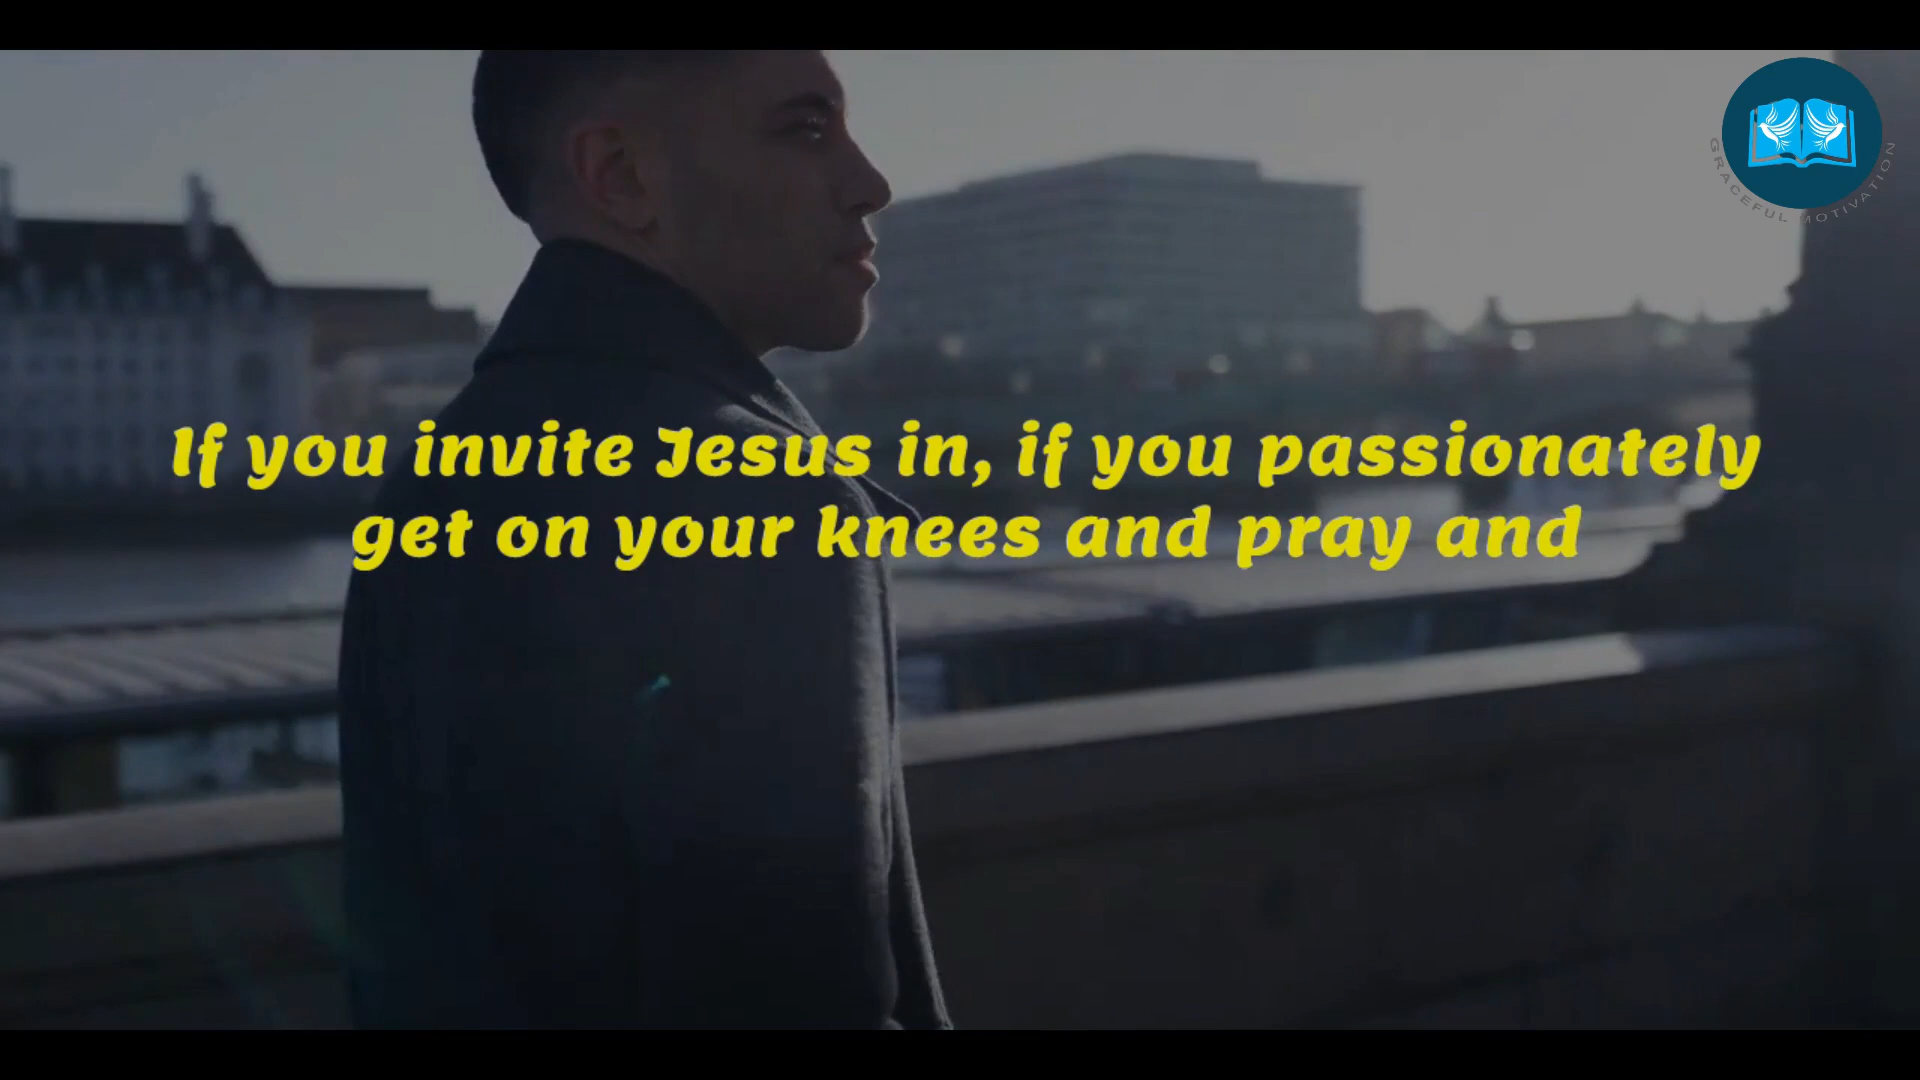 GRACEFUL MOTIVATION
If you invite Jesus in, if you passionately
get on your knees and pray and